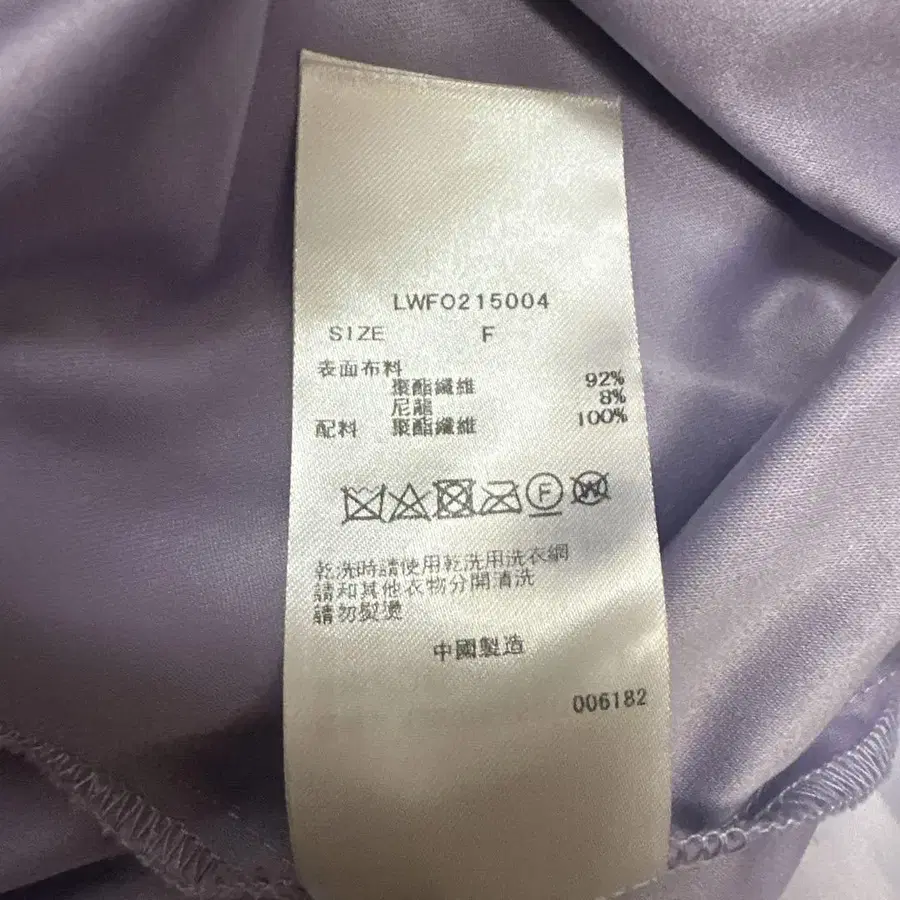 LWFO215004
SIZE F
表面布料
聚酯纖維 92%
尼龍 8%
配料 聚酯纖維 100%
F W
乾洗時請使用乾洗用洗衣網
請和其他衣物分開清洗
請勿熨燙
中國製造
006182